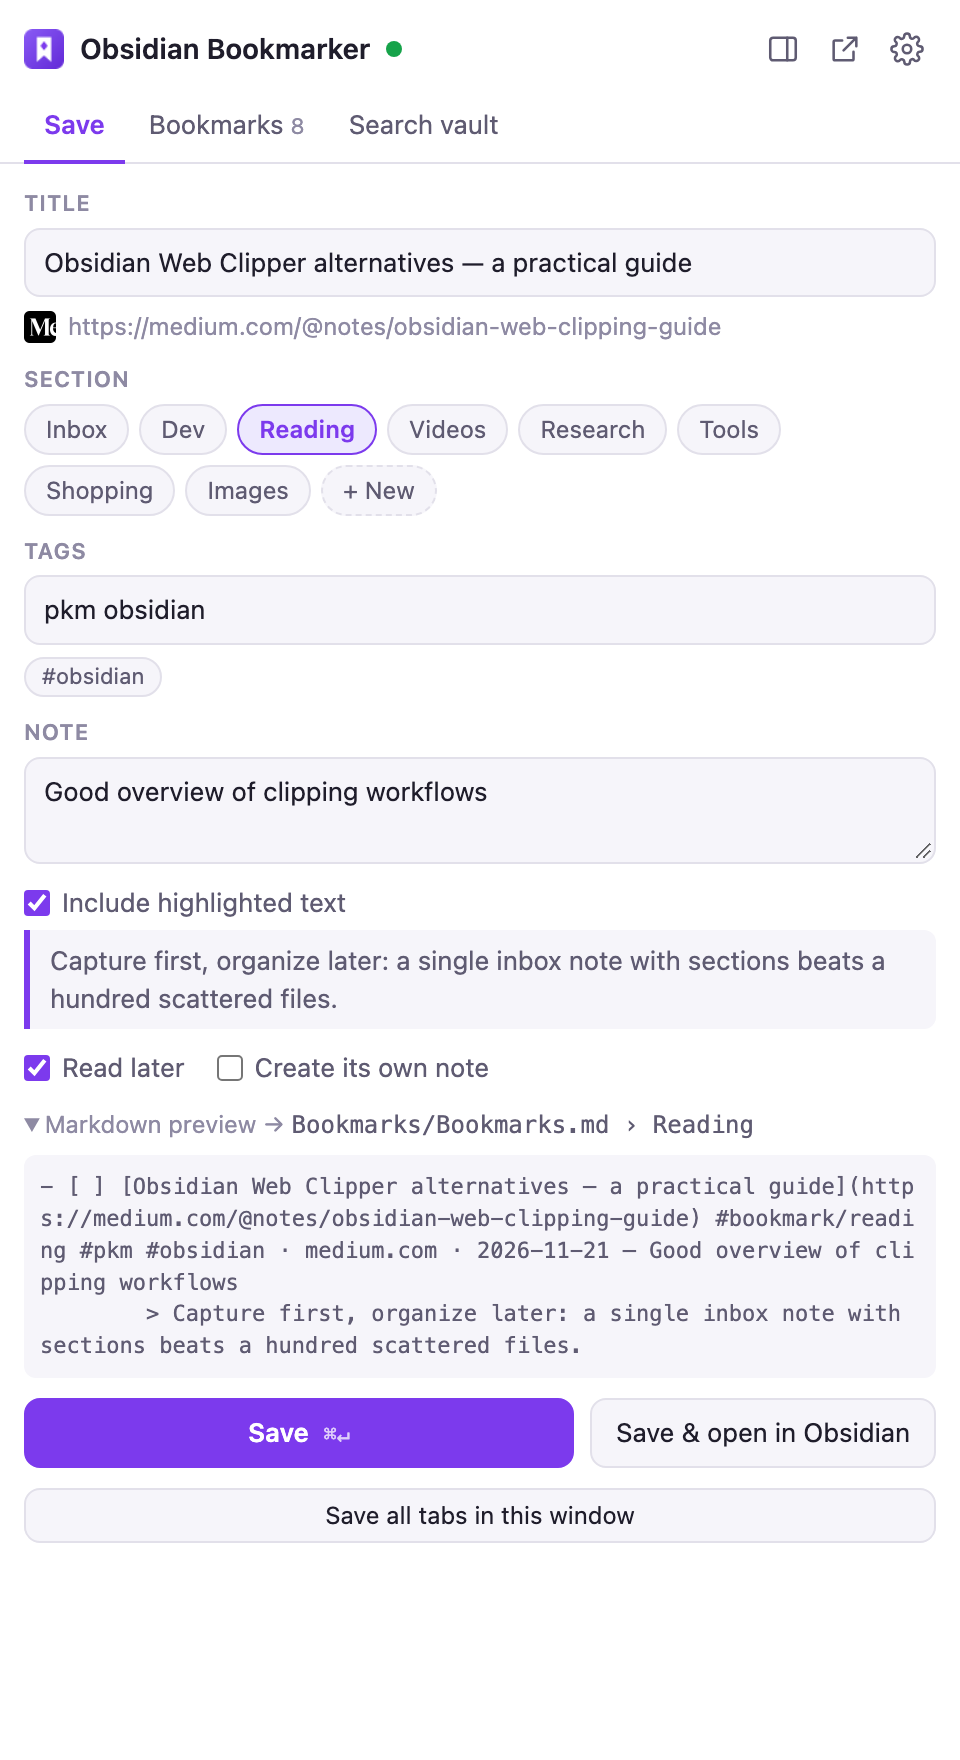 Obsidian Bookmarker
Save
Bookmarks 8
Search vault
TITLE
Obsidian Web Clipper alternatives — a practical guide
Me
https://medium.com/@notes/obsidian-web-clipping-guide
SECTION
Inbox
Dev
Reading
Videos
Research
Tools
Shopping
Images
+ New
TAGS
pkm obsidian
#obsidian
NOTE
Good overview of clipping workflows
Include highlighted text
Capture first, organize later: a single inbox note with sections beats a
hundred scattered files.
Read later
Create its own note
▼ Markdown preview → Bookmarks/Bookmarks.md › Reading
- [ ] [Obsidian Web Clipper alternatives — a practical guide](http
s://medium.com/@notes/obsidian-web-clipping-guide) #bookmark/readi
ng #pkm #obsidian · medium.com · 2026-11-21 — Good overview of cli
pping workflows
> Capture first, organize later: a single inbox note with
sections beats a hundred scattered files.
Save ⌘↵
Save & open in Obsidian
Save all tabs in this window